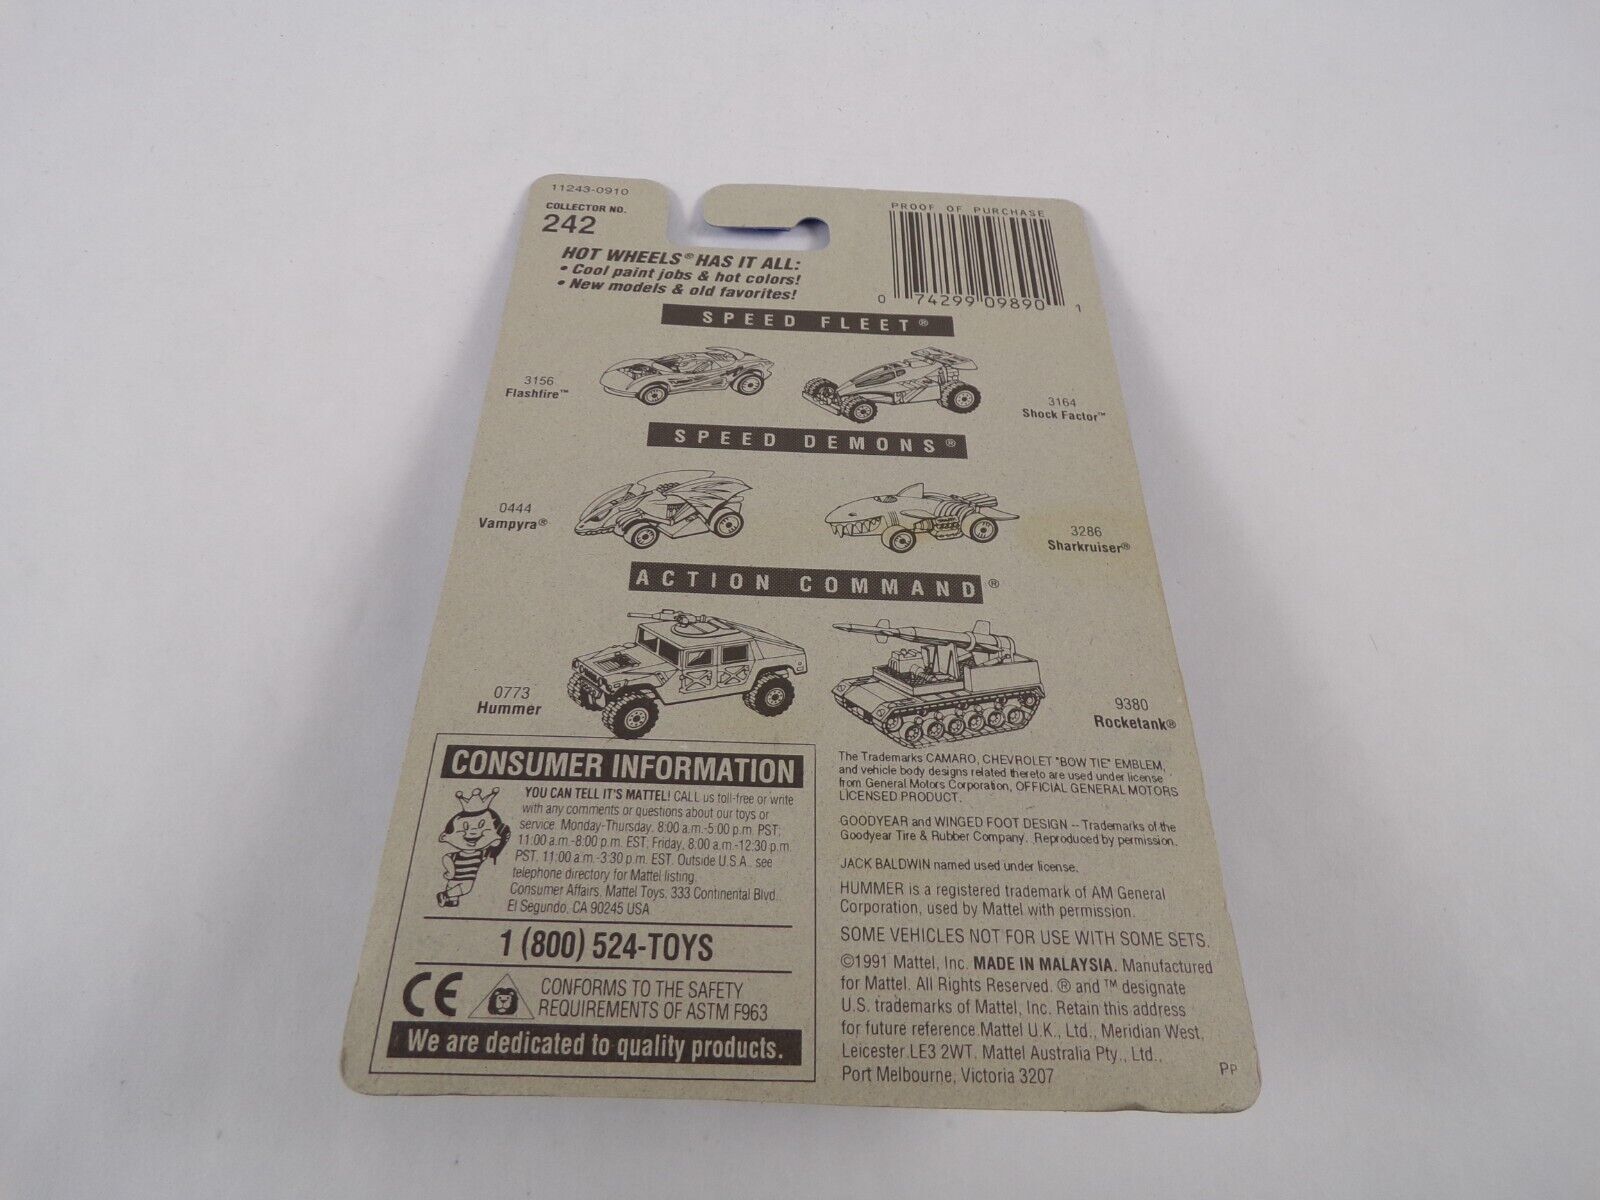 11243-0910
COLLECTOR NO.
242
PROOF OF PURCHASE
0 74299 09890 1
HOT WHEELS® HAS IT ALL:
• Cool paint jobs & hot colors!
• New models & old favorites!
SPEED FLEET®
3156
Flashfire™
3164
Shock Factor™
SPEED DEMONS®
0444
Vampyra®
3286
Sharkruiser®
ACTION COMMAND®
0773
Hummer
9380
Rocketank®
CONSUMER INFORMATION
YOU CAN TELL IT'S MATTEL! CALL us toll-free or write
with any comments or questions about our toys or
service. Monday-Thursday, 8:00 a.m.-5:00 p.m. PST;
11:00 a.m.-8:00 p.m. EST; Friday, 8:00 a.m.-12:30 p.m.
PST, 11:00 a.m.-3:30 p.m. EST. Outside U.S.A., see
telephone directory for Mattel listing.
Consumer Affairs, Mattel Toys, 333 Continental Blvd.,
El Segundo, CA 90245 USA
1 (800) 524-TOYS
CE CONFORMS TO THE SAFETY
REQUIREMENTS OF ASTM F963
We are dedicated to quality products.
The Trademarks CAMARO, CHEVROLET "BOW TIE" EMBLEM,
and vehicle body designs related thereto are used under license
from General Motors Corporation, OFFICIAL GENERAL MOTORS
LICENSED PRODUCT.
GOODYEAR and WINGED FOOT DESIGN -- Trademarks of the
Goodyear Tire & Rubber Company. Reproduced by permission.
JACK BALDWIN named used under license.
HUMMER is a registered trademark of AM General
Corporation, used by Mattel with permission.
SOME VEHICLES NOT FOR USE WITH SOME SETS.
©1991 Mattel, Inc. MADE IN MALAYSIA. Manufactured
for Mattel. All Rights Reserved. ® and ™ designate
U.S. trademarks of Mattel, Inc. Retain this address
for future reference.Mattel U.K., Ltd., Meridian West,
Leicester LE3 2WT. Mattel Australia Pty., Ltd.,
Port Melbourne, Victoria 3207
PP